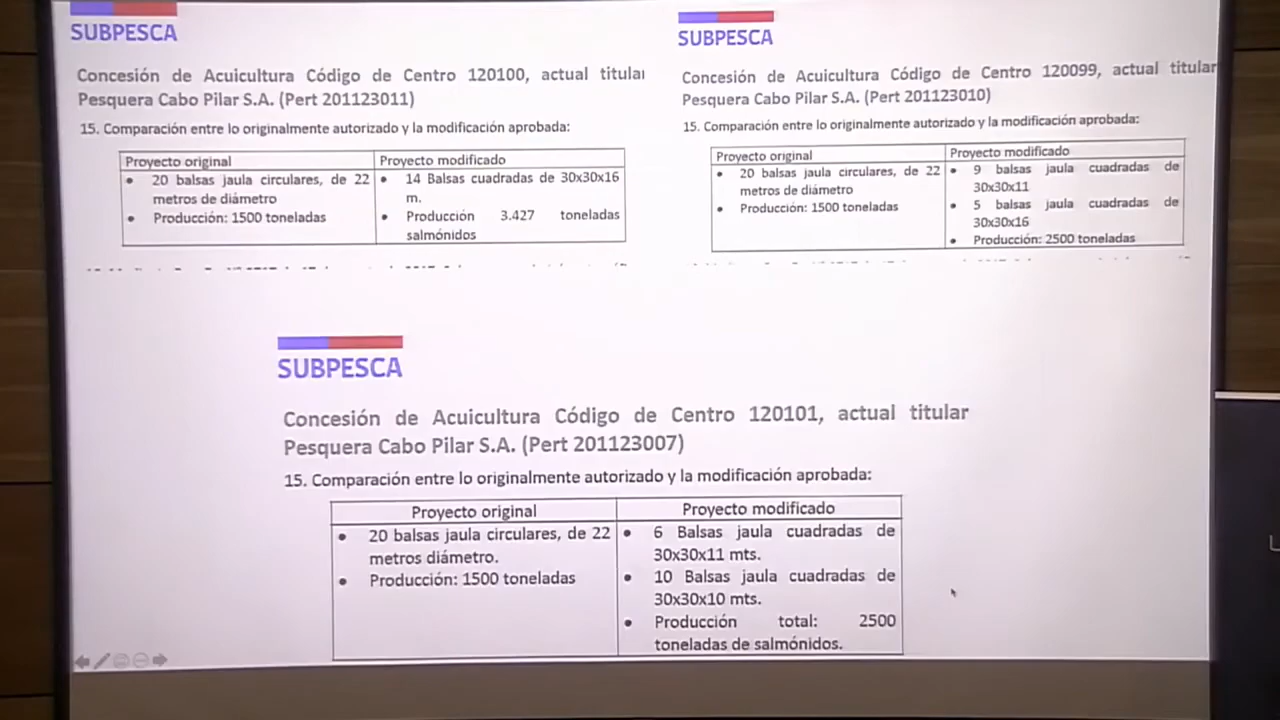 SUBPESCA
Concesión de Acuicultura Código de Centro 120100, actual titular
Pesquera Cabo Pilar S.A. (Pert 201123011)
15. Comparación entre lo originalmente autorizado y la modificación aprobada:
Proyecto original
• 20 balsas jaula circulares, de 22
metros de diámetro
• Producción: 1500 toneladas
Proyecto modificado
• 14 Balsas cuadradas de 30x30x16
m.
• Producción 3.427 toneladas
salmónidos
SUBPESCA
Concesión de Acuicultura Código de Centro 120099, actual titular
Pesquera Cabo Pilar S.A. (Pert 201123010)
15. Comparación entre lo originalmente autorizado y la modificación aprobada:
Proyecto original
• 20 balsas jaula circulares, de 22
metros de diámetro
• Producción: 1500 toneladas
Proyecto modificado
• 9 balsas jaula cuadradas de
30x30x11
• 5 balsas jaula cuadradas de
30x30x16
• Producción: 2500 toneladas
SUBPESCA
Concesión de Acuicultura Código de Centro 120101, actual titular
Pesquera Cabo Pilar S.A. (Pert 201123007)
15. Comparación entre lo originalmente autorizado y la modificación aprobada:
Proyecto original
• 20 balsas jaula circulares, de 22
metros diámetro.
• Producción: 1500 toneladas
Proyecto modificado
• 6 Balsas jaula cuadradas de
30x30x11 mts.
• 10 Balsas jaula cuadradas de
30x30x10 mts.
• Producción total: 2500
toneladas de salmónidos.